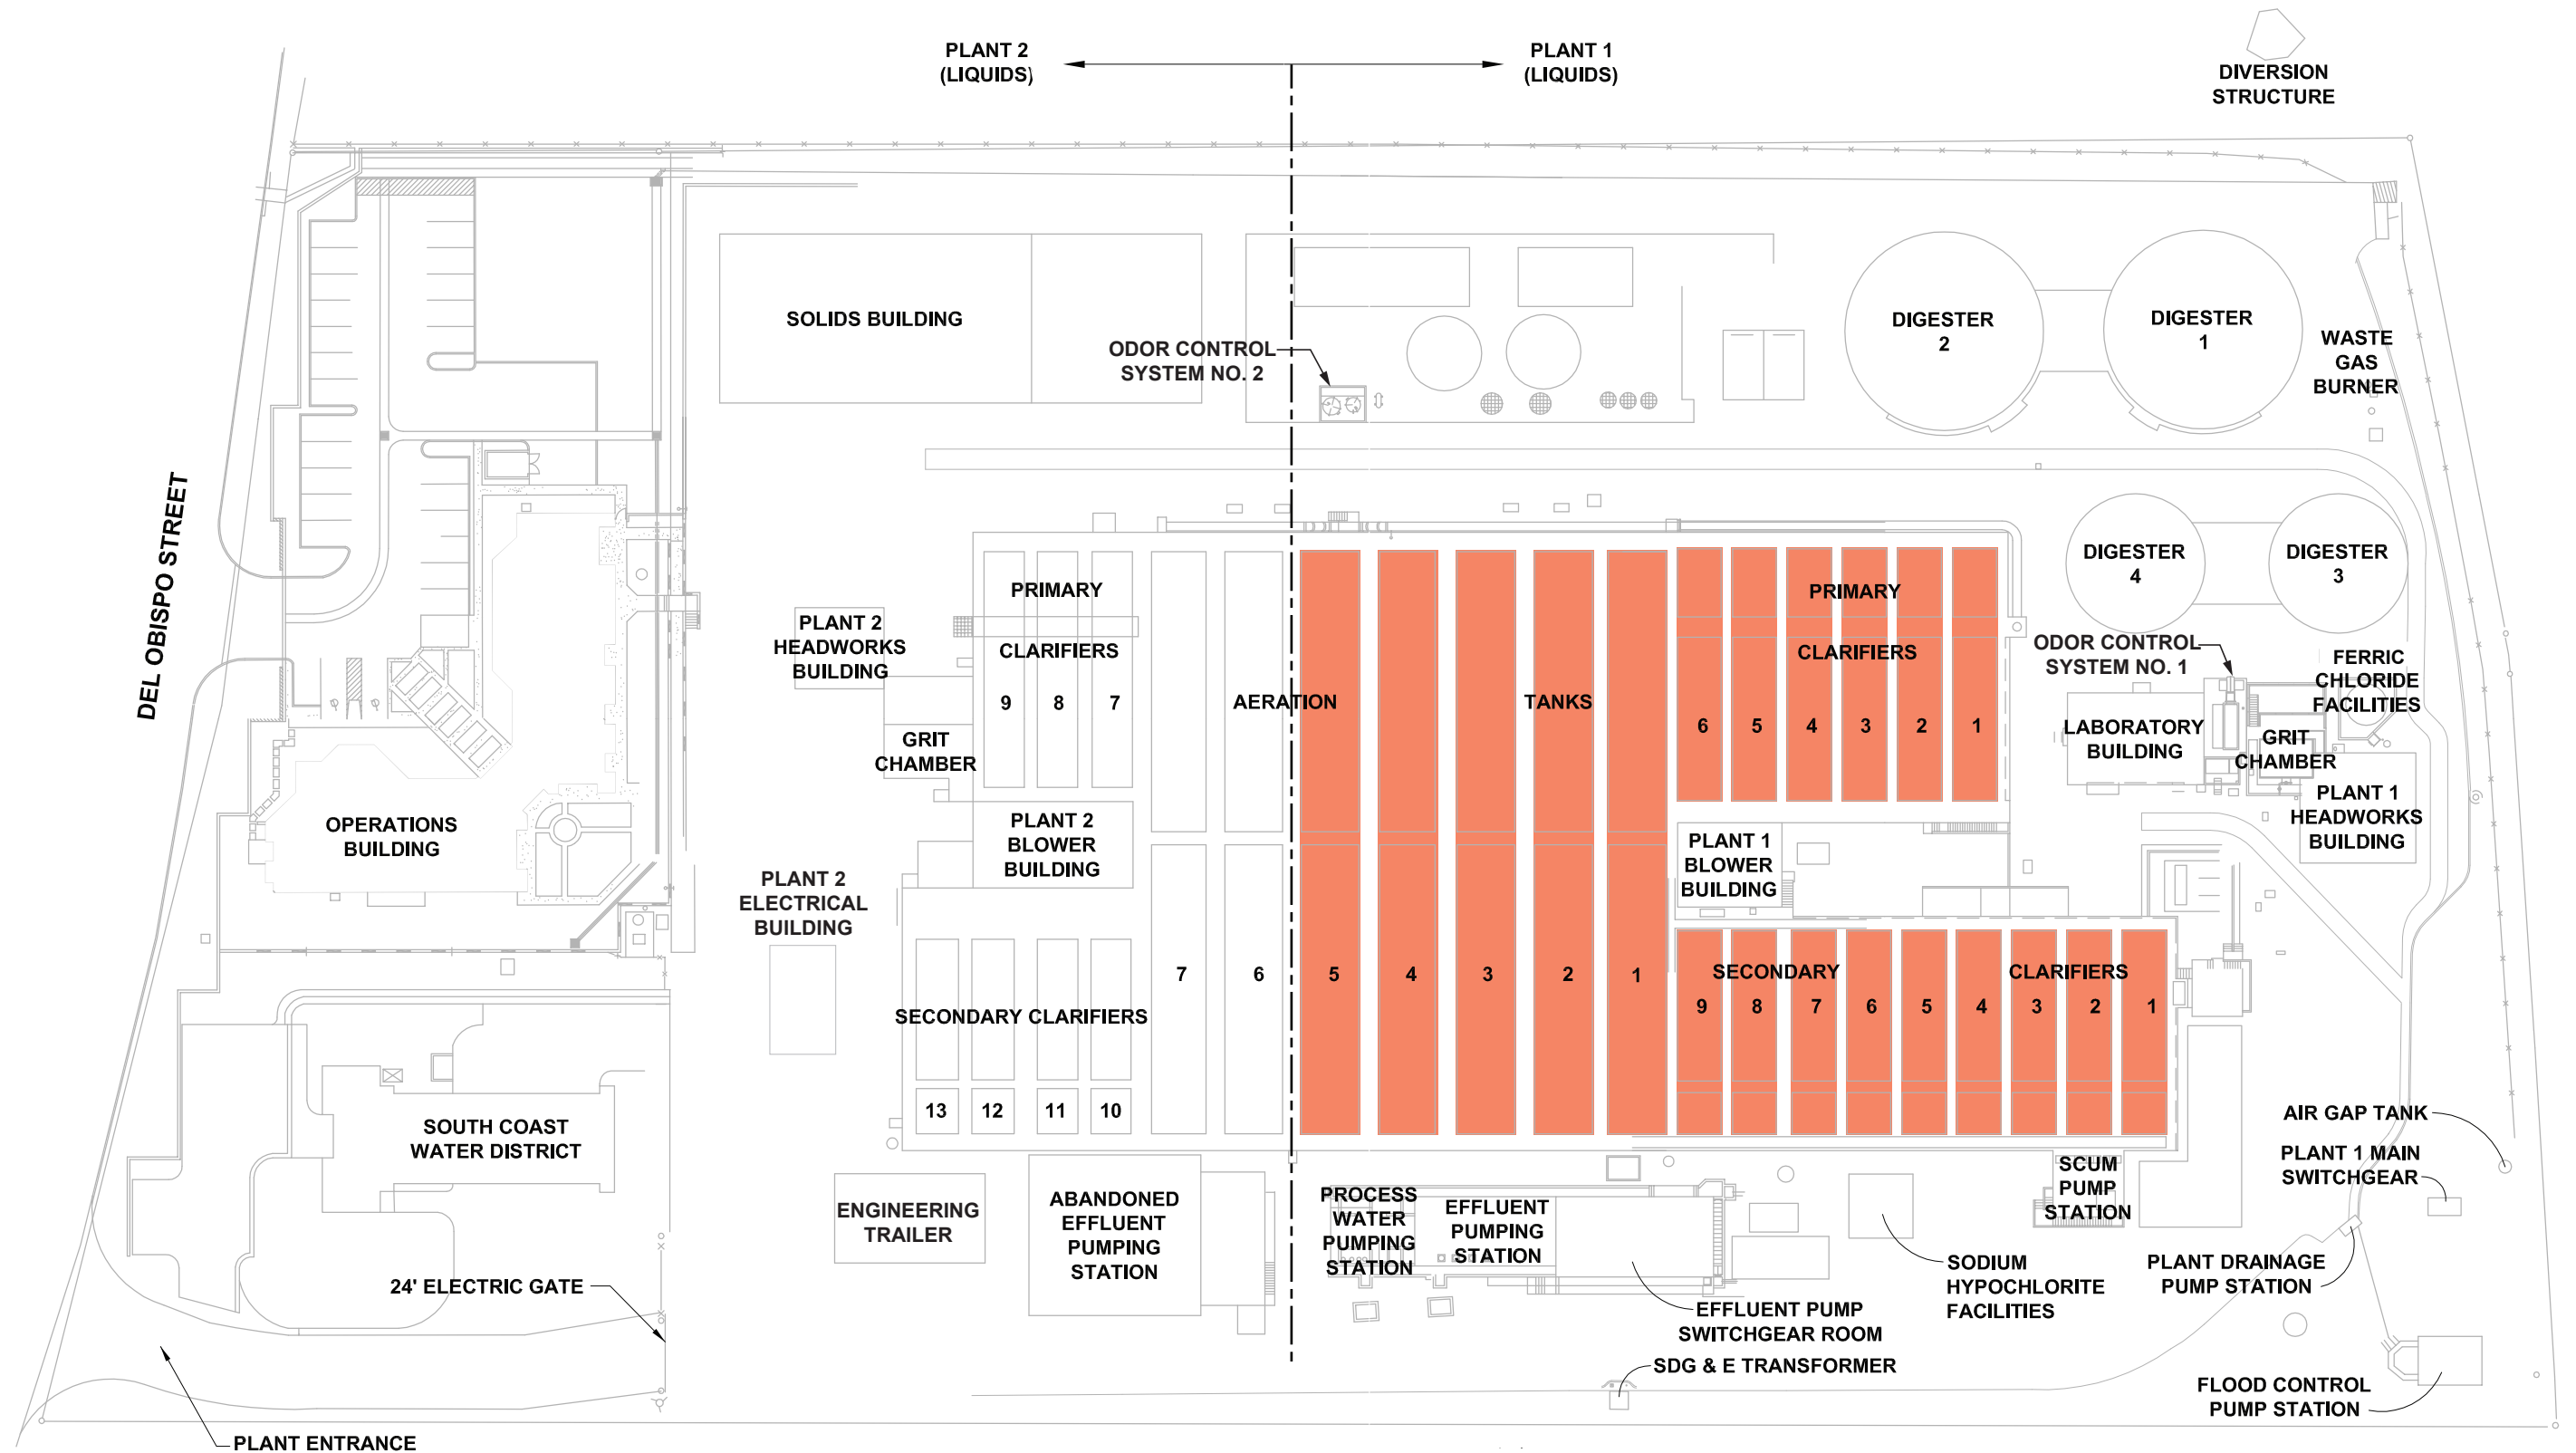 PLANT 2
(LIQUIDS)
PLANT 1
(LIQUIDS)
DIVERSION
STRUCTURE
SOLIDS BUILDING
ODOR CONTROL
SYSTEM NO. 2
DIGESTER
2
DIGESTER
1
WASTE
GAS
BURNER
DEL OBISPO STREET
PRIMARY
CLARIFIERS
9
8
7
PLANT 2
HEADWORKS
BUILDING
GRIT
CHAMBER
AERATION
TANKS
PRIMARY
CLARIFIERS
6
5
4
3
2
1
DIGESTER
4
DIGESTER
3
ODOR CONTROL
SYSTEM NO. 1
FERRIC
CHLORIDE
FACILITIES
LABORATORY
BUILDING
GRIT
CHAMBER
PLANT 1
HEADWORKS
BUILDING
OPERATIONS
BUILDING
PLANT 2
BLOWER
BUILDING
PLANT 1
BLOWER
BUILDING
PLANT 2
ELECTRICAL
BUILDING
7
6
5
4
3
2
1
SECONDARY
CLARIFIERS
9
8
7
6
5
4
3
2
1
SECONDARY CLARIFIERS
13
12
11
10
SOUTH COAST
WATER DISTRICT
AIR GAP TANK
PLANT 1 MAIN
SWITCHGEAR
ENGINEERING
TRAILER
ABANDONED
EFFLUENT
PUMPING
STATION
PROCESS
WATER
PUMPING
STATION
EFFLUENT
PUMPING
STATION
SCUM
PUMP
STATION
SODIUM
HYPOCHLORITE
FACILITIES
PLANT DRAINAGE
PUMP STATION
24' ELECTRIC GATE
EFFLUENT PUMP
SWITCHGEAR ROOM
SDG & E TRANSFORMER
FLOOD CONTROL
PUMP STATION
PLANT ENTRANCE